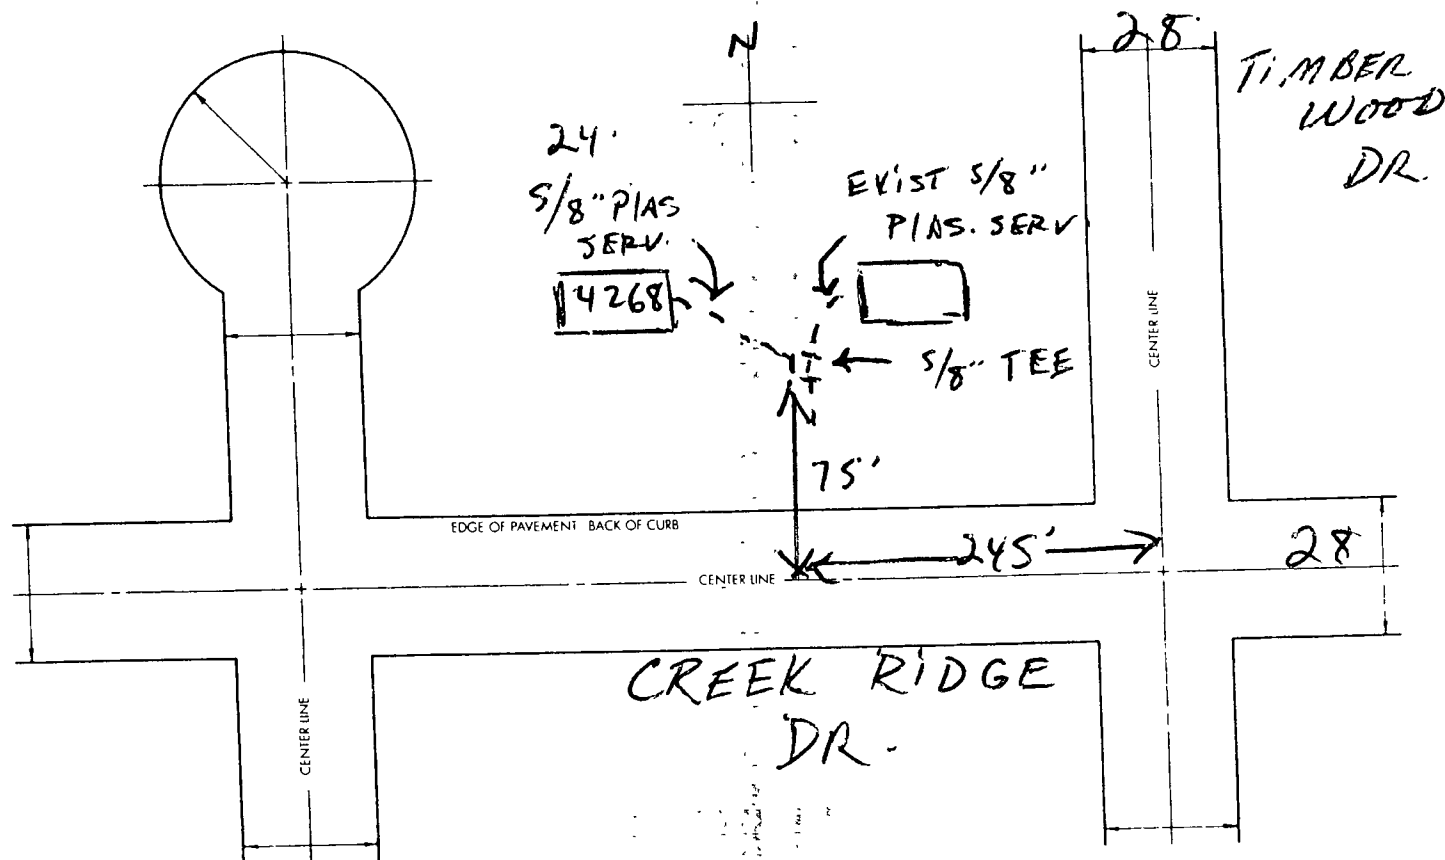 N
28'
TIMBER
WOOD
DR.
24'
5/8" PLAS
SERV.
EXIST 5/8"
PLAS. SERV
4268
5/8" TEE
CENTER LINE
75'
EDGE OF PAVEMENT BACK OF CURB
245'
28
CENTER LINE
CREEK RIDGE
DR.
CENTER LINE